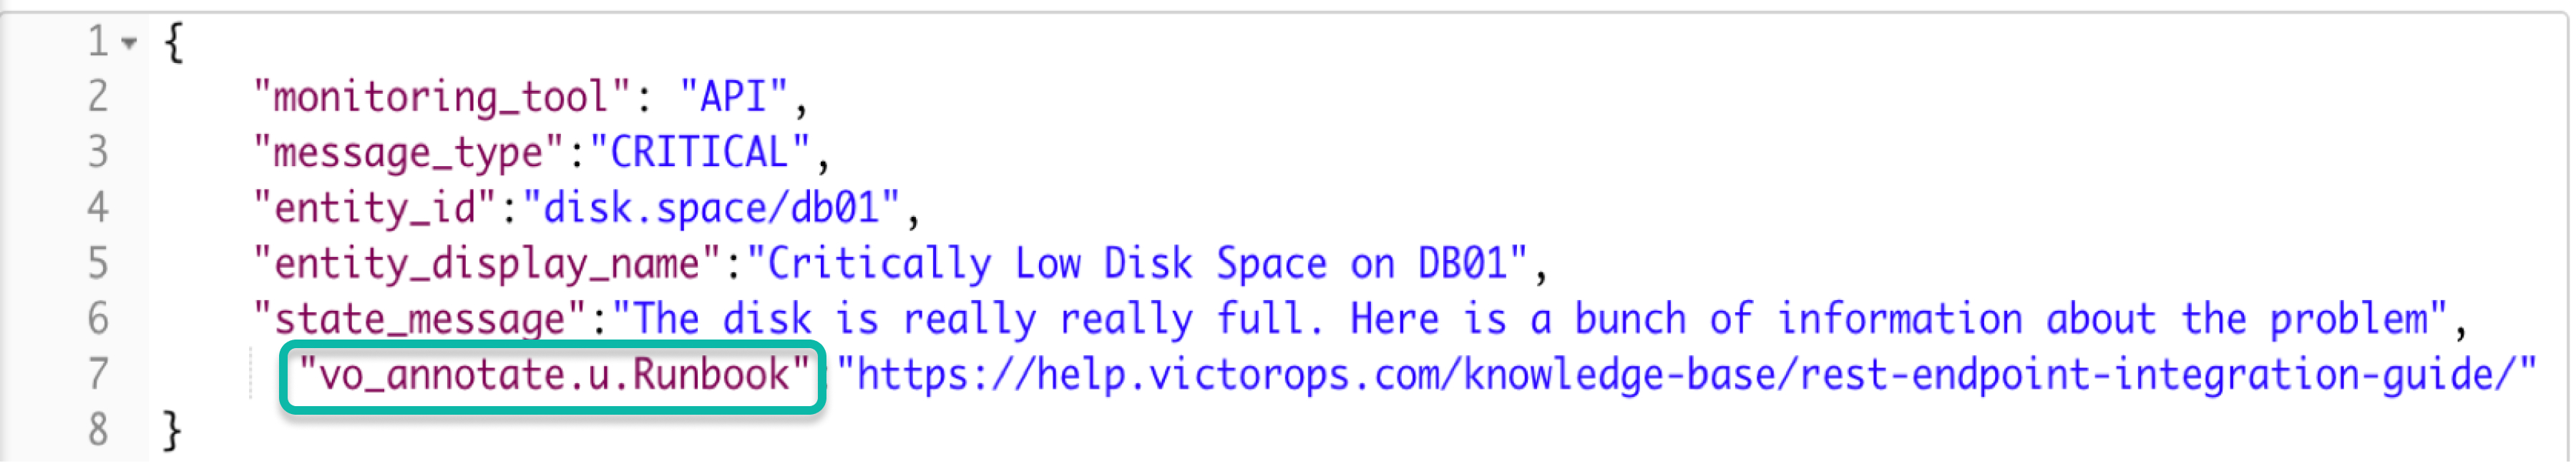 1 {
2 "monitoring_tool": "API",
3 "message_type":"CRITICAL",
4 "entity_id":"disk.space/db01",
5 "entity_display_name":"Critically Low Disk Space on DB01",
6 "state_message":"The disk is really really full. Here is a bunch of information about the problem",
7 "vo_annotate.u.Runbook":"https://help.victorops.com/knowledge-base/rest-endpoint-integration-guide/"
8 }